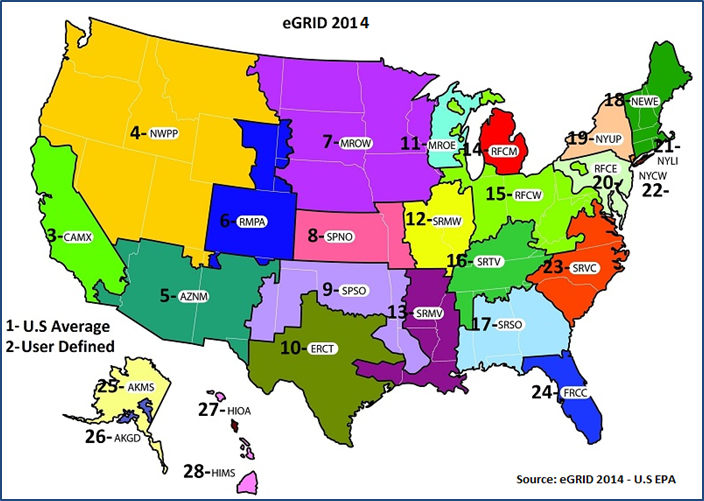 eGRID 2014
18- NEWE
4- NWPP
7- MROW
11- MROE
19- NYUP
21-
NYLI
14- RFCM
RFCE
20-
NYCW
22-
15- RFCW
6- RMPA
12- SRMW
3- CAMX
8- SPNO
16- SRTV
23- SRVC
9- SPSO
5- AZNM
13- SRMV
17- SRSO
1- U.S Average
2-User Defined
10- ERCT
25- AKMS
24- FRCC
27- HIOA
26- AKGD
28- HIMS
Source: eGRID 2014 - U.S EPA